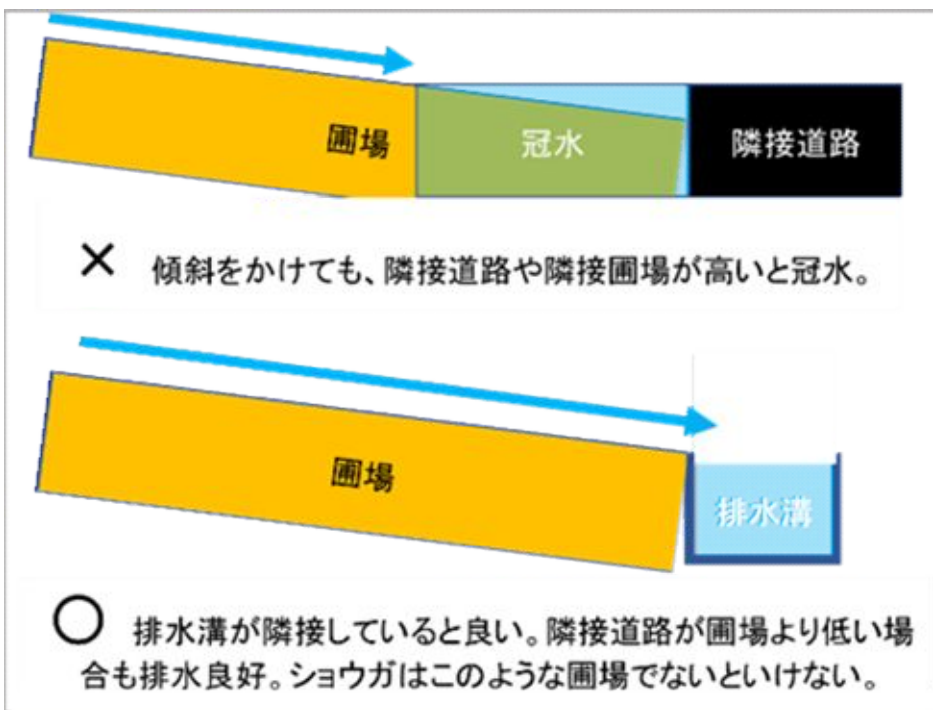 圃場 冠水 隣接道路
× 傾斜をかけても、隣接道路や隣接圃場が高いと冠水。
圃場
排水溝
○ 排水溝が隣接していると良い。隣接道路が圃場より低い場
合も排水良好。ショウガはこのような圃場でないといけない。